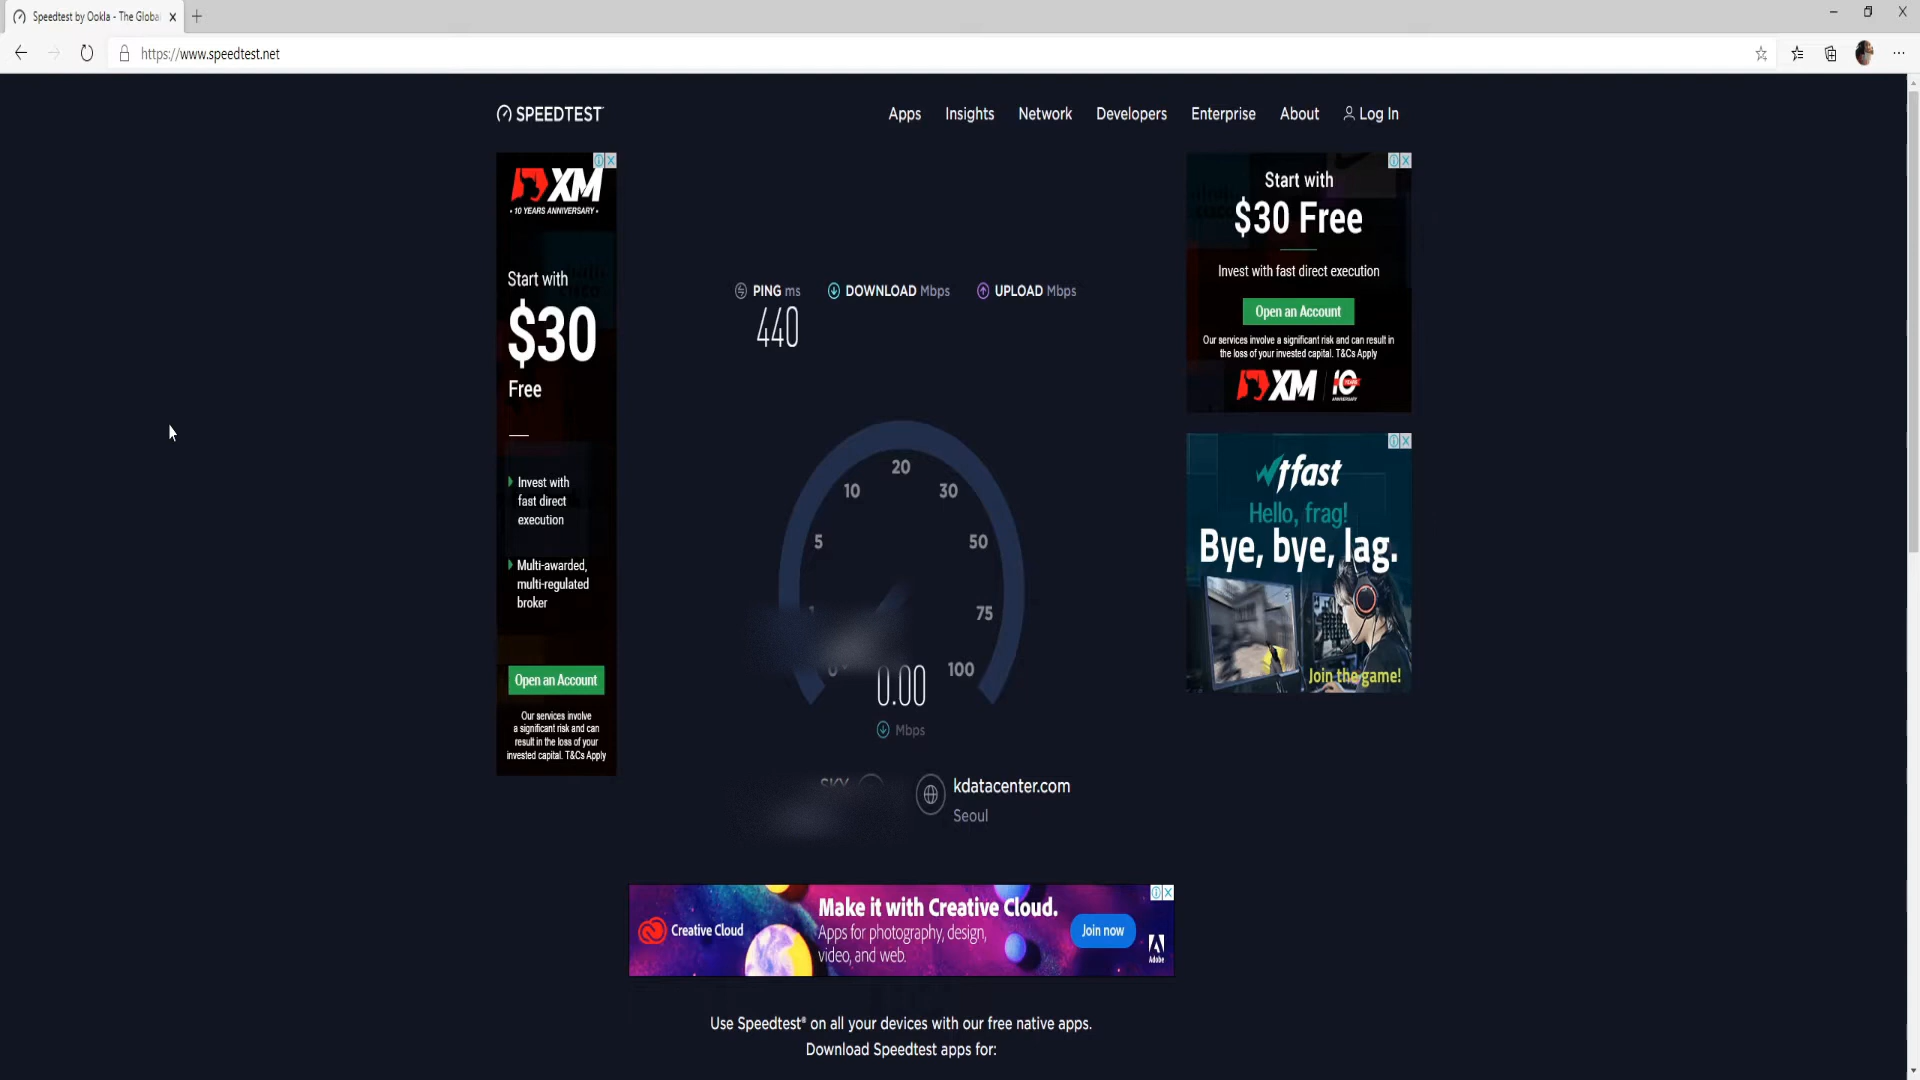 Speedtest by Ookla - The Globa
https://www.speedtest.net
SPEEDTEST
Apps
Insights
Network
Developers
Enterprise
About
Log In
XM
• 10 YEARS ANNIVERSARY •
Start with
$30
Free
Invest with
fast direct
execution
Multi-awarded,
multi-regulated
broker
Open an Account
Our services involve
a significant risk and can
result in the loss of your
invested capital. T&Cs Apply
PING ms
440
DOWNLOAD Mbps
UPLOAD Mbps
0
5
10
20
30
50
75
100
0.00
Mbps
SKY
kdatacenter.com
Seoul
Start with
$30 Free
Invest with fast direct execution
Open an Account
Our services involve a significant risk and can result in
the loss of your invested capital. T&Cs Apply
XM
10
YEARS
ANNIVERSARY
wtfast
Hello, frag!
Bye, bye, lag.
Join the game!
Creative Cloud
Make it with Creative Cloud.
Apps for photography, design,
video, and web.
Join now
Adobe
Use Speedtest® on all your devices with our free native apps.
Download Speedtest apps for: